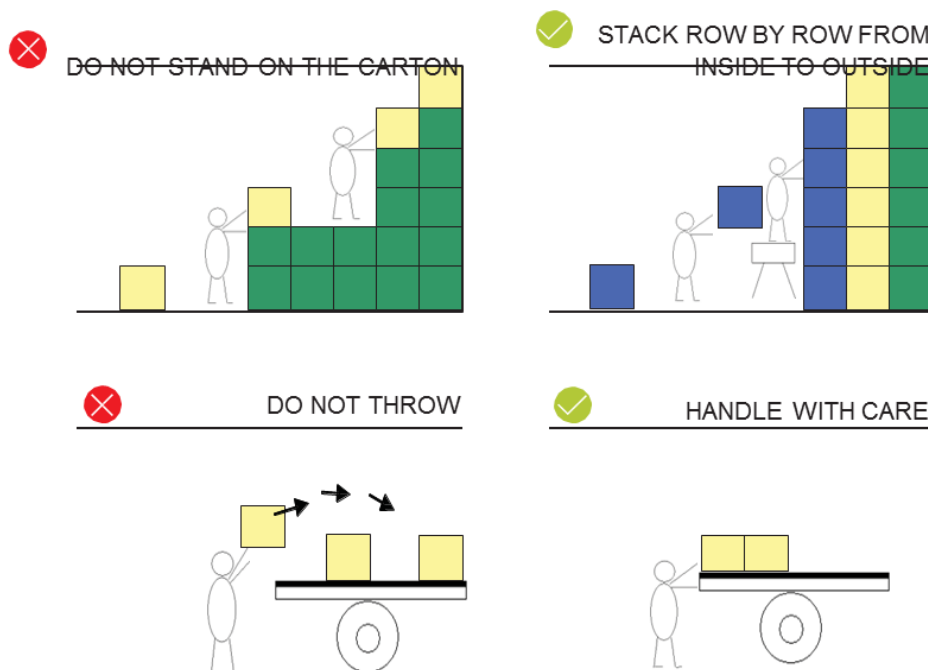 DO NOT STAND ON THE CARTON
STACK ROW BY ROW FROM
INSIDE TO OUTSIDE
DO NOT THROW
HANDLE WITH CARE